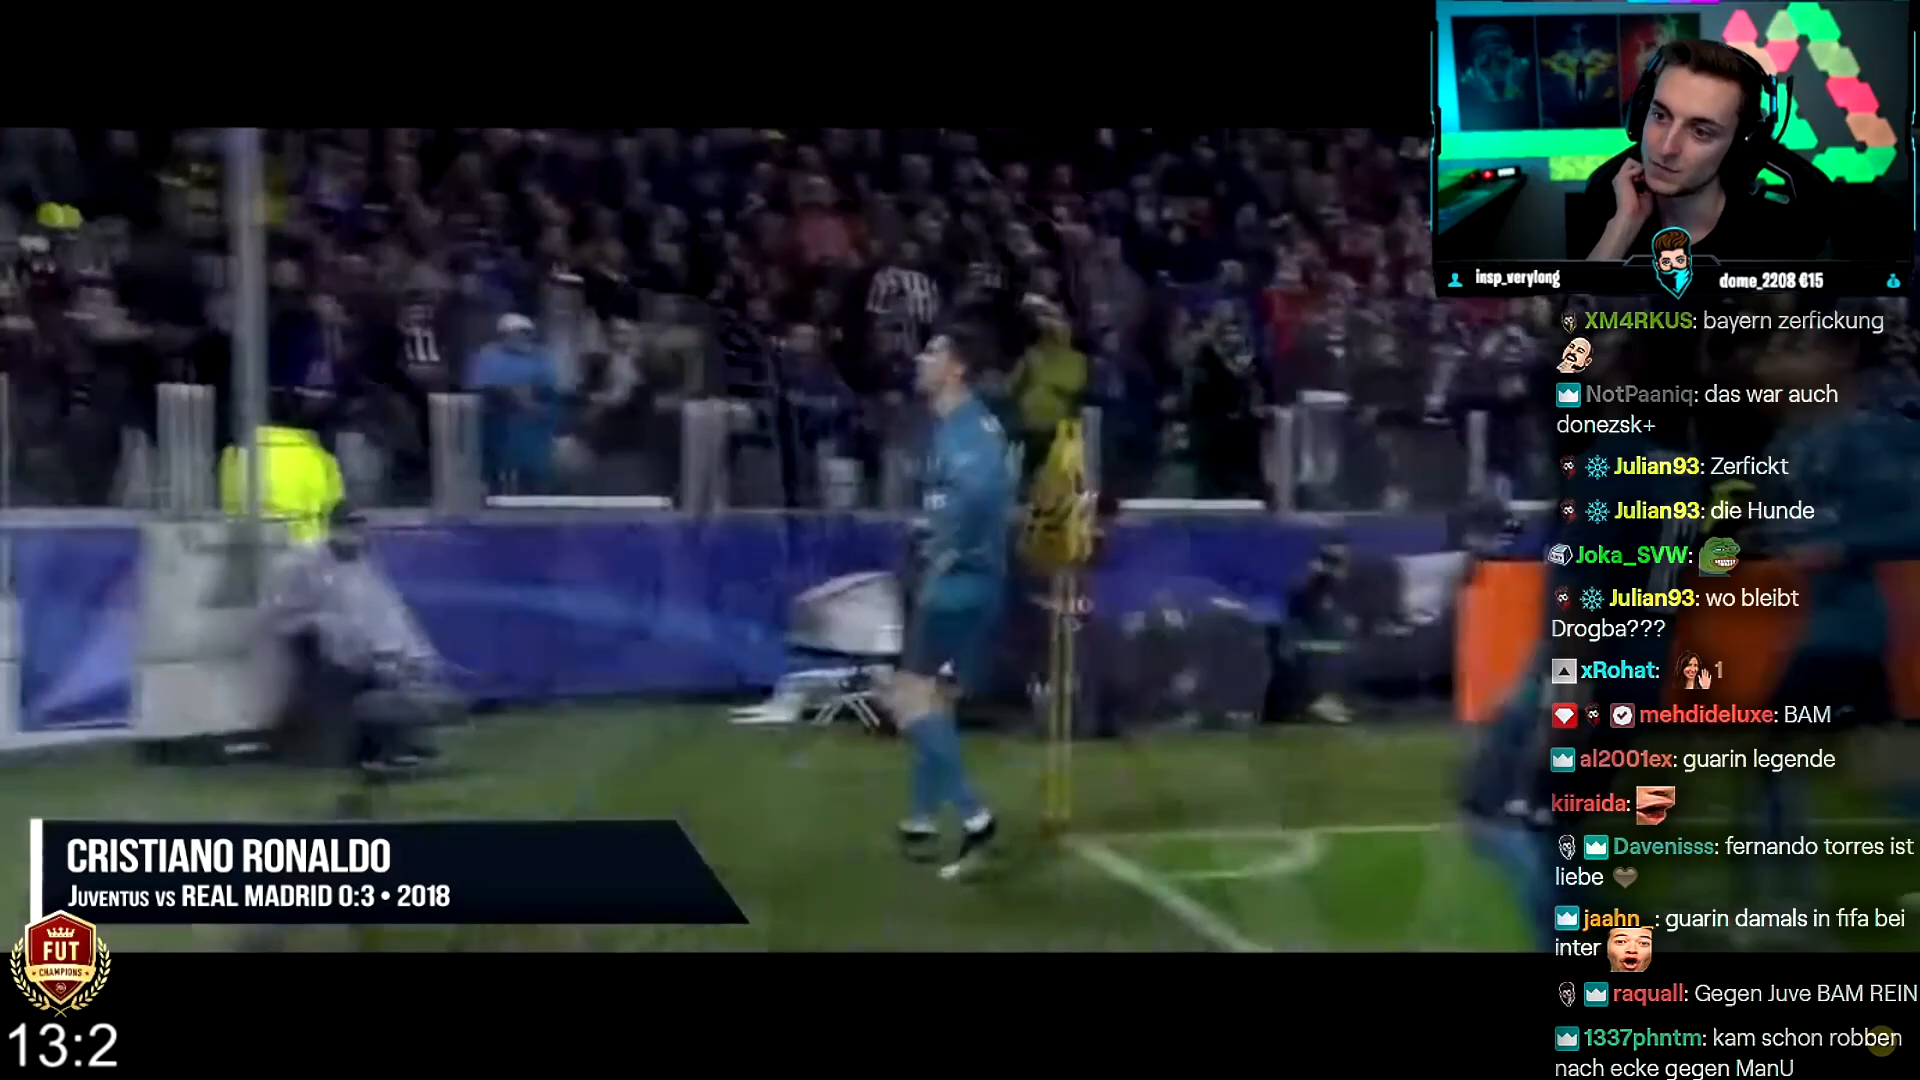 insp_verylong
dome_2208 €15
XM4RKUS: bayern zerfickung
NotPaaniq: das war auch
donezsk+
Julian93: Zerfickt
Julian93: die Hunde
Joka_SVW:
Julian93: wo bleibt
Drogba???
xRohat: 1
mehdideluxe: BAM
al2001ex: guarin legende
kiiraida:
Davenisss: fernando torres ist
liebe
jaahn_: guarin damals in fifa bei
inter
raquall: Gegen Juve BAM REIN
1337phntm: kam schon robben
nach ecke gegen ManU
CRISTIANO RONALDO
JUVENTUS VS REAL MADRID 0:3 • 2018
FUT
CHAMPIONS
13:2